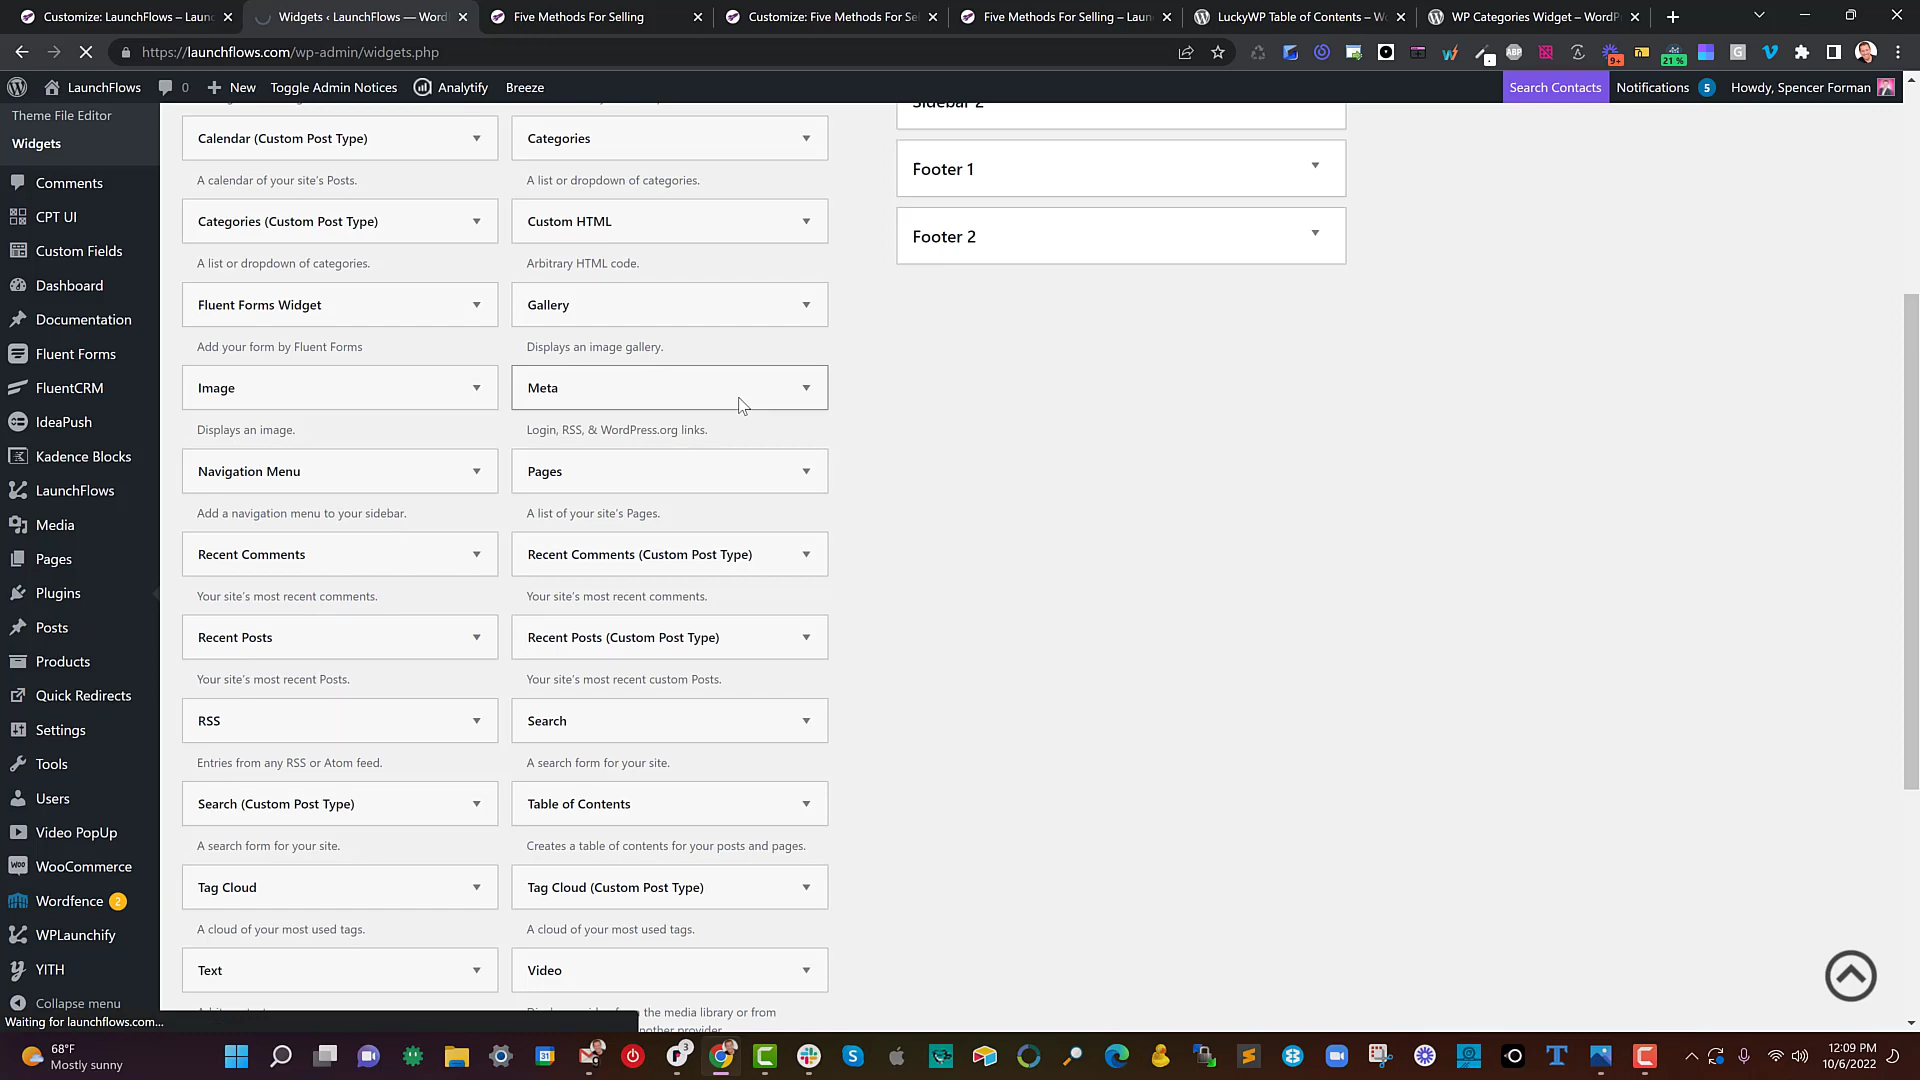 Customize: LaunchFlows – Laun
Widgets ‹ LaunchFlows — Word
Five Methods For Selling
Customize: Five Methods For Se
Five Methods For Selling – Laun
LuckyWP Table of Contents – W
WP Categories Widget – WordP
https://launchflows.com/wp-admin/widgets.php
ABP
9+
21 %
LaunchFlows
0
New
Toggle Admin Notices
Analytify
Breeze
Search Contacts
Notifications 5
Howdy, Spencer Forman
Theme File Editor
Widgets
Comments
CPT UI
Custom Fields
Dashboard
Documentation
Fluent Forms
FluentCRM
IdeaPush
Kadence Blocks
LaunchFlows
Media
Pages
Plugins
Posts
Products
Quick Redirects
Settings
Tools
Users
Video PopUp
WooCommerce
Wordfence 2
WPLaunchify
YITH
Collapse menu
Waiting for launchflows.com...
Calendar (Custom Post Type)
A calendar of your site's Posts.
Categories
A list or dropdown of categories.
Categories (Custom Post Type)
A list or dropdown of categories.
Custom HTML
Arbitrary HTML code.
Fluent Forms Widget
Add your form by Fluent Forms
Gallery
Displays an image gallery.
Image
Displays an image.
Meta
Login, RSS, & WordPress.org links.
Navigation Menu
Add a navigation menu to your sidebar.
Pages
A list of your site's Pages.
Recent Comments
Your site's most recent comments.
Recent Comments (Custom Post Type)
Your site's most recent comments.
Recent Posts
Your site's most recent Posts.
Recent Posts (Custom Post Type)
Your site's most recent custom Posts.
RSS
Entries from any RSS or Atom feed.
Search
A search form for your site.
Search (Custom Post Type)
A search form for your site.
Table of Contents
Creates a table of contents for your posts and pages.
Tag Cloud
A cloud of your most used tags.
Tag Cloud (Custom Post Type)
A cloud of your most used tags.
Text
Video
the media library or from
nother provider.
Sidebar 2
Footer 1
Footer 2
68°F
Mostly sunny
3
12:09 PM
10/6/2022